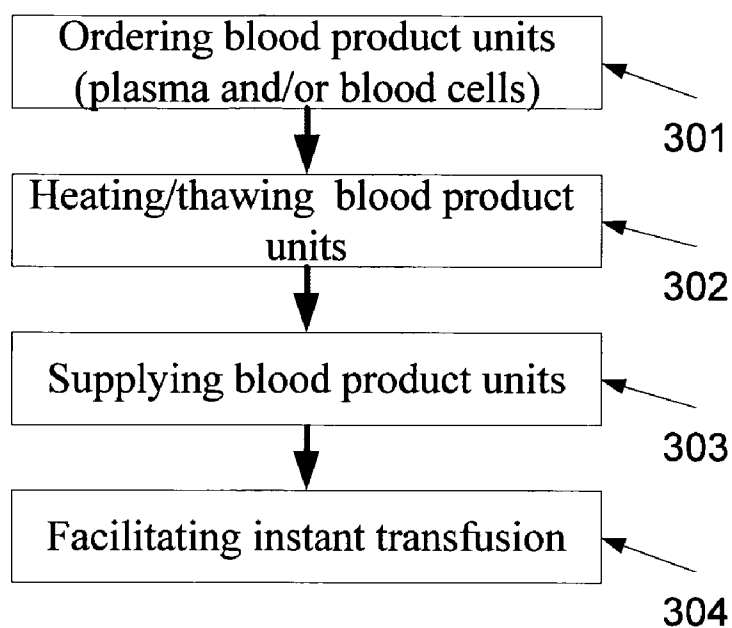 Ordering blood product units
(plasma and/or blood cells)
301
Heating/thawing blood product
units
302
Supplying blood product units
303
Facilitating instant transfusion
304